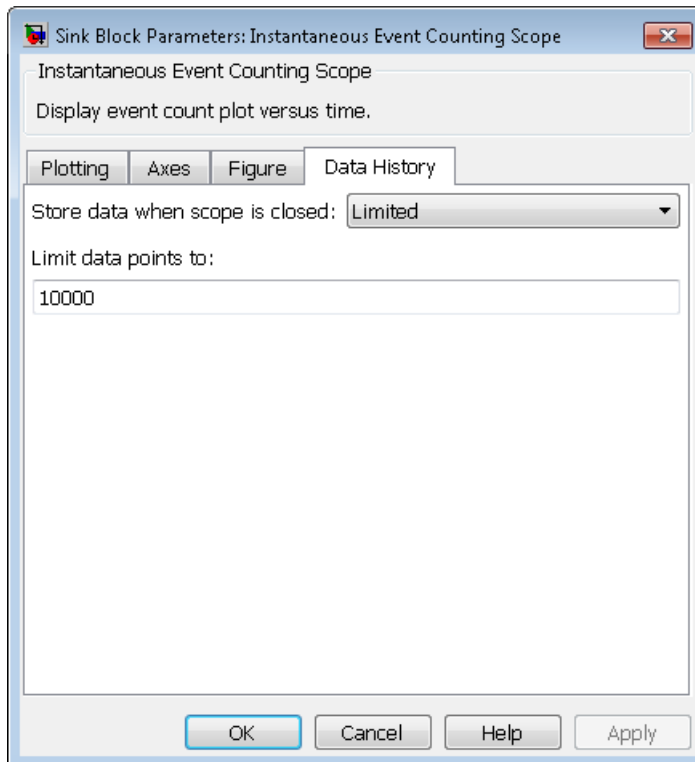 Sink Block Parameters: Instantaneous Event Counting Scope
Instantaneous Event Counting Scope
Display event count plot versus time.
Plotting Axes Figure Data History
Store data when scope is closed: Limited
Limit data points to:
10000
OK Cancel Help Apply